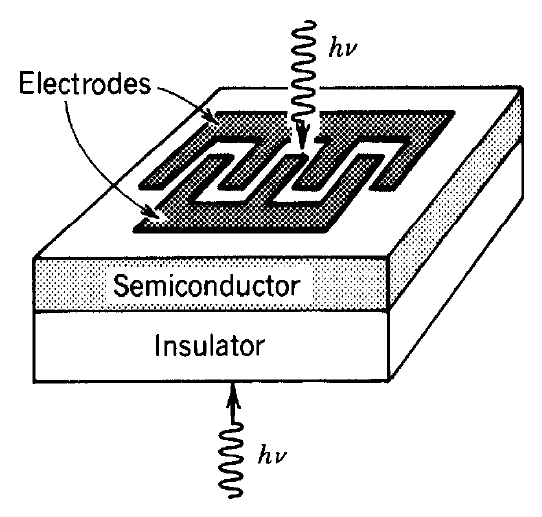 hν
Electrodes
Semiconductor
Insulator
hν